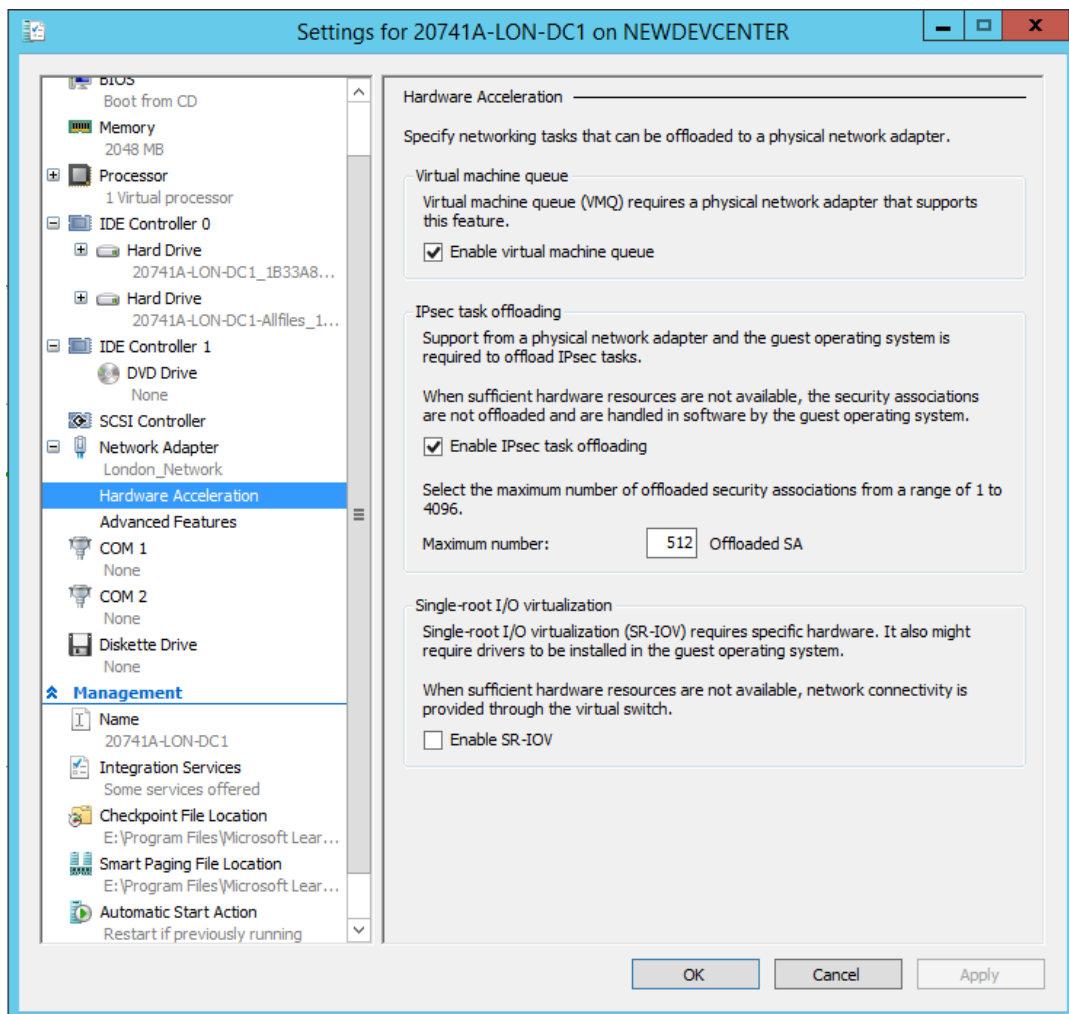 Settings for 20741A-LON-DC1 on NEWDEVCENTER
BIOS
Boot from CD
Memory
2048 MB
Processor
1 Virtual processor
IDE Controller 0
Hard Drive
20741A-LON-DC1_1B33A8...
Hard Drive
20741A-LON-DC1-Allfiles_1...
IDE Controller 1
DVD Drive
None
SCSI Controller
Network Adapter
London_Network
Hardware Acceleration
Advanced Features
COM 1
None
COM 2
None
Diskette Drive
None
Management
Name
20741A-LON-DC1
Integration Services
Some services offered
Checkpoint File Location
E:\Program Files\Microsoft Lear...
Smart Paging File Location
E:\Program Files\Microsoft Lear...
Automatic Start Action
Restart if previously running
Hardware Acceleration
Specify networking tasks that can be offloaded to a physical network adapter.
Virtual machine queue
Virtual machine queue (VMQ) requires a physical network adapter that supports
this feature.
Enable virtual machine queue
IPsec task offloading
Support from a physical network adapter and the guest operating system is
required to offload IPsec tasks.
When sufficient hardware resources are not available, the security associations
are not offloaded and are handled in software by the guest operating system.
Enable IPsec task offloading
Select the maximum number of offloaded security associations from a range of 1 to
4096.
Maximum number: 512 Offloaded SA
Single-root I/O virtualization
Single-root I/O virtualization (SR-IOV) requires specific hardware. It also might
require drivers to be installed in the guest operating system.
When sufficient hardware resources are not available, network connectivity is
provided through the virtual switch.
Enable SR-IOV
OK Cancel Apply